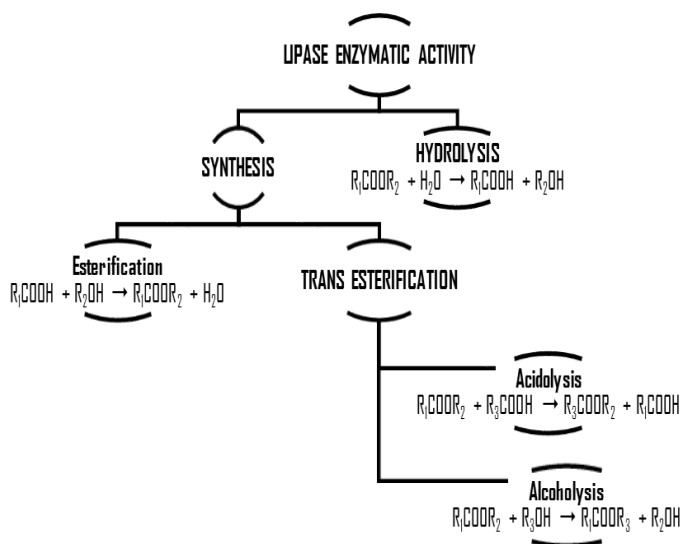 LIPASE ENZYMATIC ACTIVITY
SYNTHESIS
HYDROLYSIS
R₁COOR₂ + H₂O → R₁COOH + R₂OH
Esterification
R₁COOH + R₂OH → R₁COOR₂ + H₂O
TRANS ESTERIFICATION
Acidolysis
R₁COOR₂ + R₃COOH → R₃COOR₂ + R₁COOH
Alcoholysis
R₁COOR₂ + R₃OH → R₁COOR₃ + R₂OH